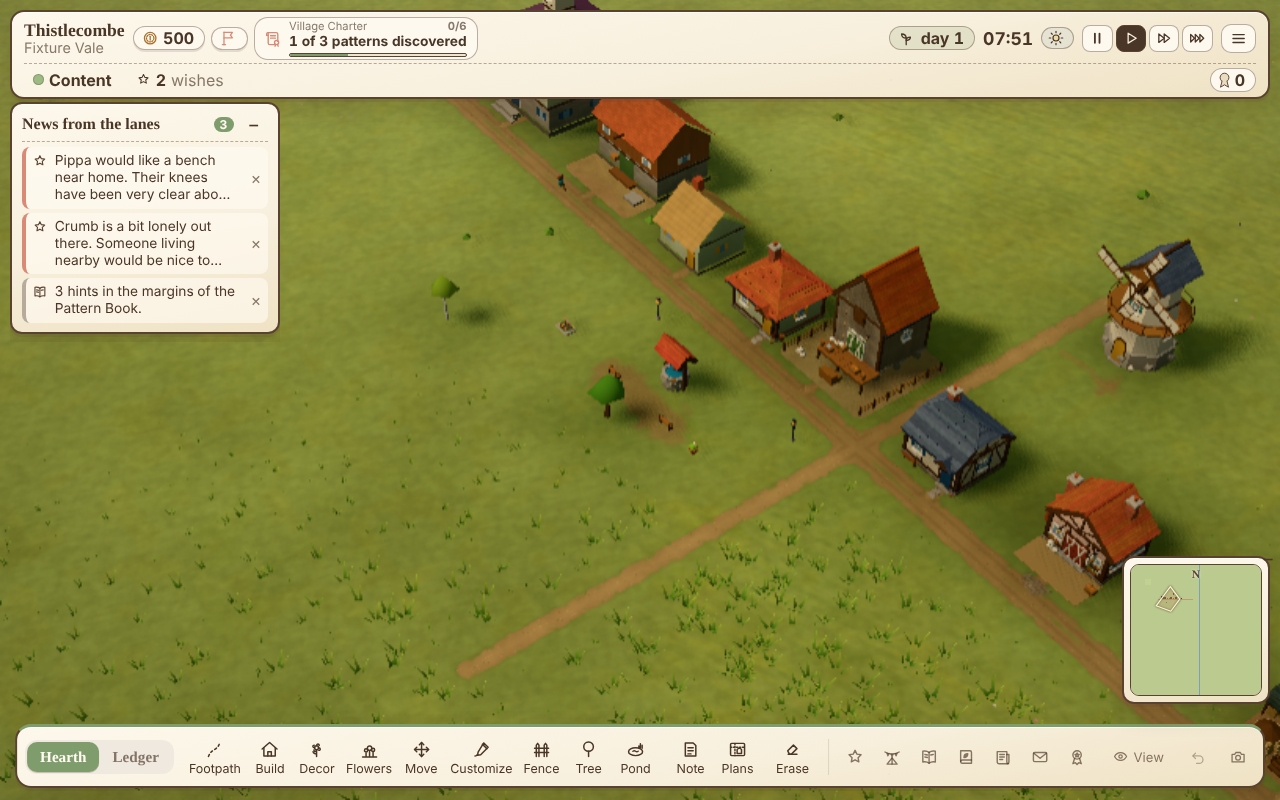 Thistlecombe
Fixture Vale
500
Village Charter 0/6
1 of 3 patterns discovered
day 1 07:51
Content 2 wishes
0
News from the lanes 3
Pippa would like a bench
near home. Their knees
have been very clear abo...
Crumb is a bit lonely out
there. Someone living
nearby would be nice to...
3 hints in the margins of the
Pattern Book.
N
Hearth Ledger Footpath Build Decor Flowers Move Customize Fence Tree Pond Note Plans Erase View